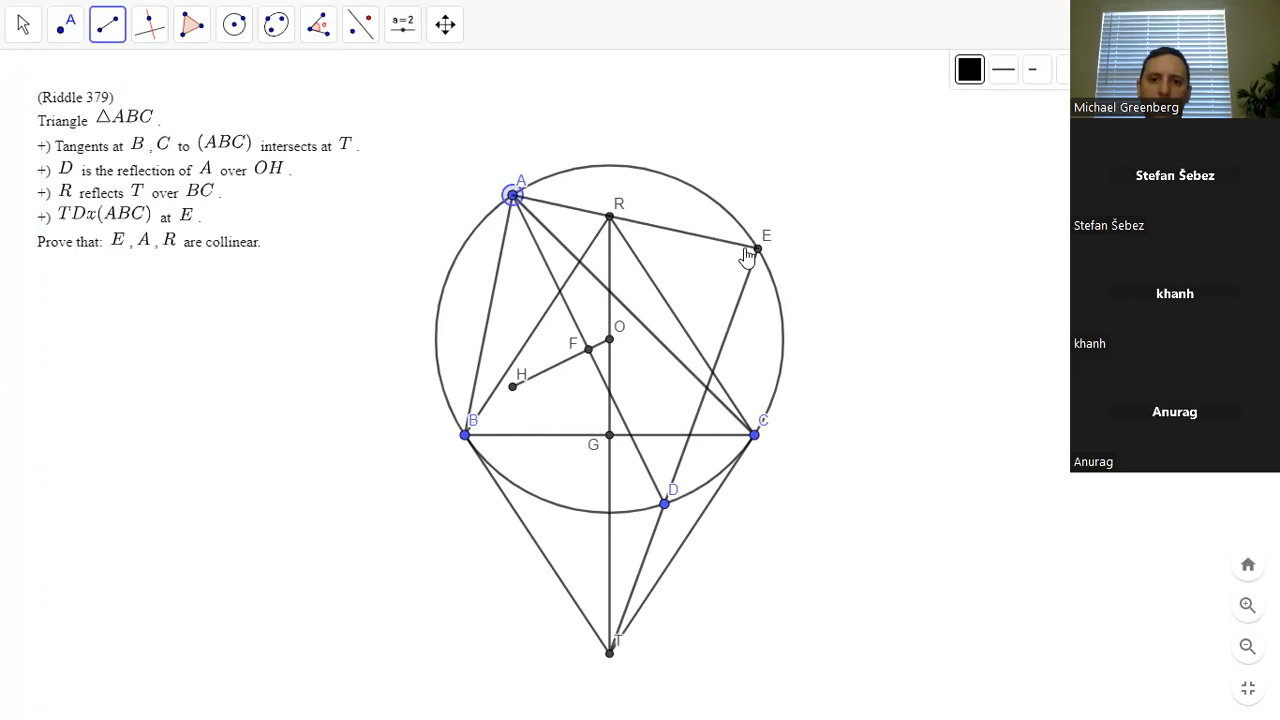 a=2
(Riddle 379)
Triangle △ABC .
+) Tangents at B , C to (ABC) intersects at T .
+) D is the reflection of A over OH .
+) R reflects T over BC .
+) TDx(ABC) at E .
Prove that: E , A , R are collinear.
A
R
E
O
F
H
B
C
G
D
T
Michael Greenberg
Stefan Šebez
Stefan Šebez
khanh
khanh
Anurag
Anurag